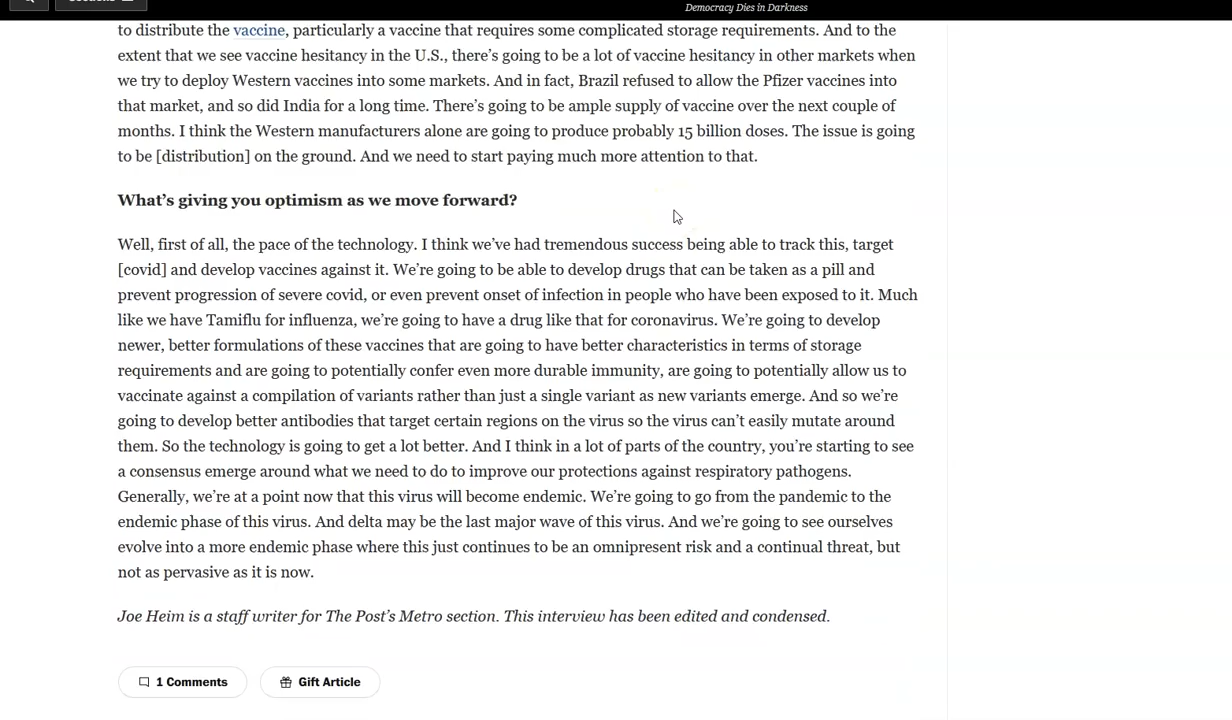 Democracy Dies in Darkness
to distribute the vaccine, particularly a vaccine that requires some complicated storage requirements. And to the
extent that we see vaccine hesitancy in the U.S., there’s going to be a lot of vaccine hesitancy in other markets when
we try to deploy Western vaccines into some markets. And in fact, Brazil refused to allow the Pfizer vaccines into
that market, and so did India for a long time. There’s going to be ample supply of vaccine over the next couple of
months. I think the Western manufacturers alone are going to produce probably 15 billion doses. The issue is going
to be [distribution] on the ground. And we need to start paying much more attention to that.
What’s giving you optimism as we move forward?
Well, first of all, the pace of the technology. I think we’ve had tremendous success being able to track this, target
[covid] and develop vaccines against it. We’re going to be able to develop drugs that can be taken as a pill and
prevent progression of severe covid, or even prevent onset of infection in people who have been exposed to it. Much
like we have Tamiflu for influenza, we’re going to have a drug like that for coronavirus. We’re going to develop
newer, better formulations of these vaccines that are going to have better characteristics in terms of storage
requirements and are going to potentially confer even more durable immunity, are going to potentially allow us to
vaccinate against a compilation of variants rather than just a single variant as new variants emerge. And so we’re
going to develop better antibodies that target certain regions on the virus so the virus can’t easily mutate around
them. So the technology is going to get a lot better. And I think in a lot of parts of the country, you’re starting to see
a consensus emerge around what we need to do to improve our protections against respiratory pathogens.
Generally, we’re at a point now that this virus will become endemic. We’re going to go from the pandemic to the
endemic phase of this virus. And delta may be the last major wave of this virus. And we’re going to see ourselves
evolve into a more endemic phase where this just continues to be an omnipresent risk and a continual threat, but
not as pervasive as it is now.
Joe Heim is a staff writer for The Post’s Metro section. This interview has been edited and condensed.
1 Comments
Gift Article